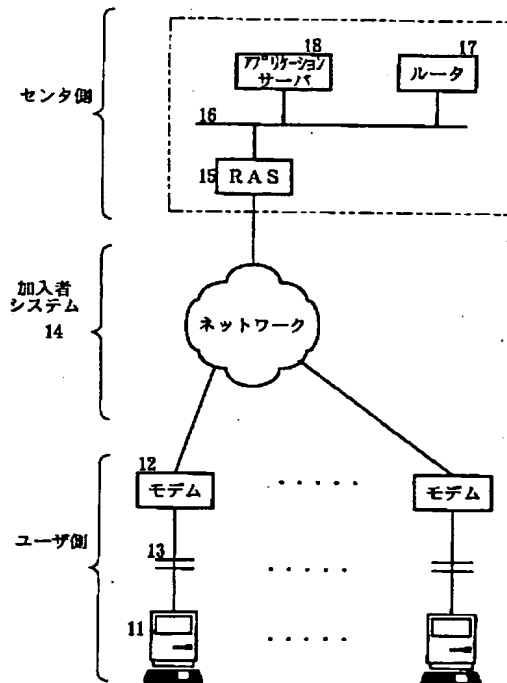 センタ側
18
アプリケーション
サーバ
17
ルータ
16
15 RAS
加入者
システム
14
ネットワーク
12
モデム
モデム
ユーザ側
13
11